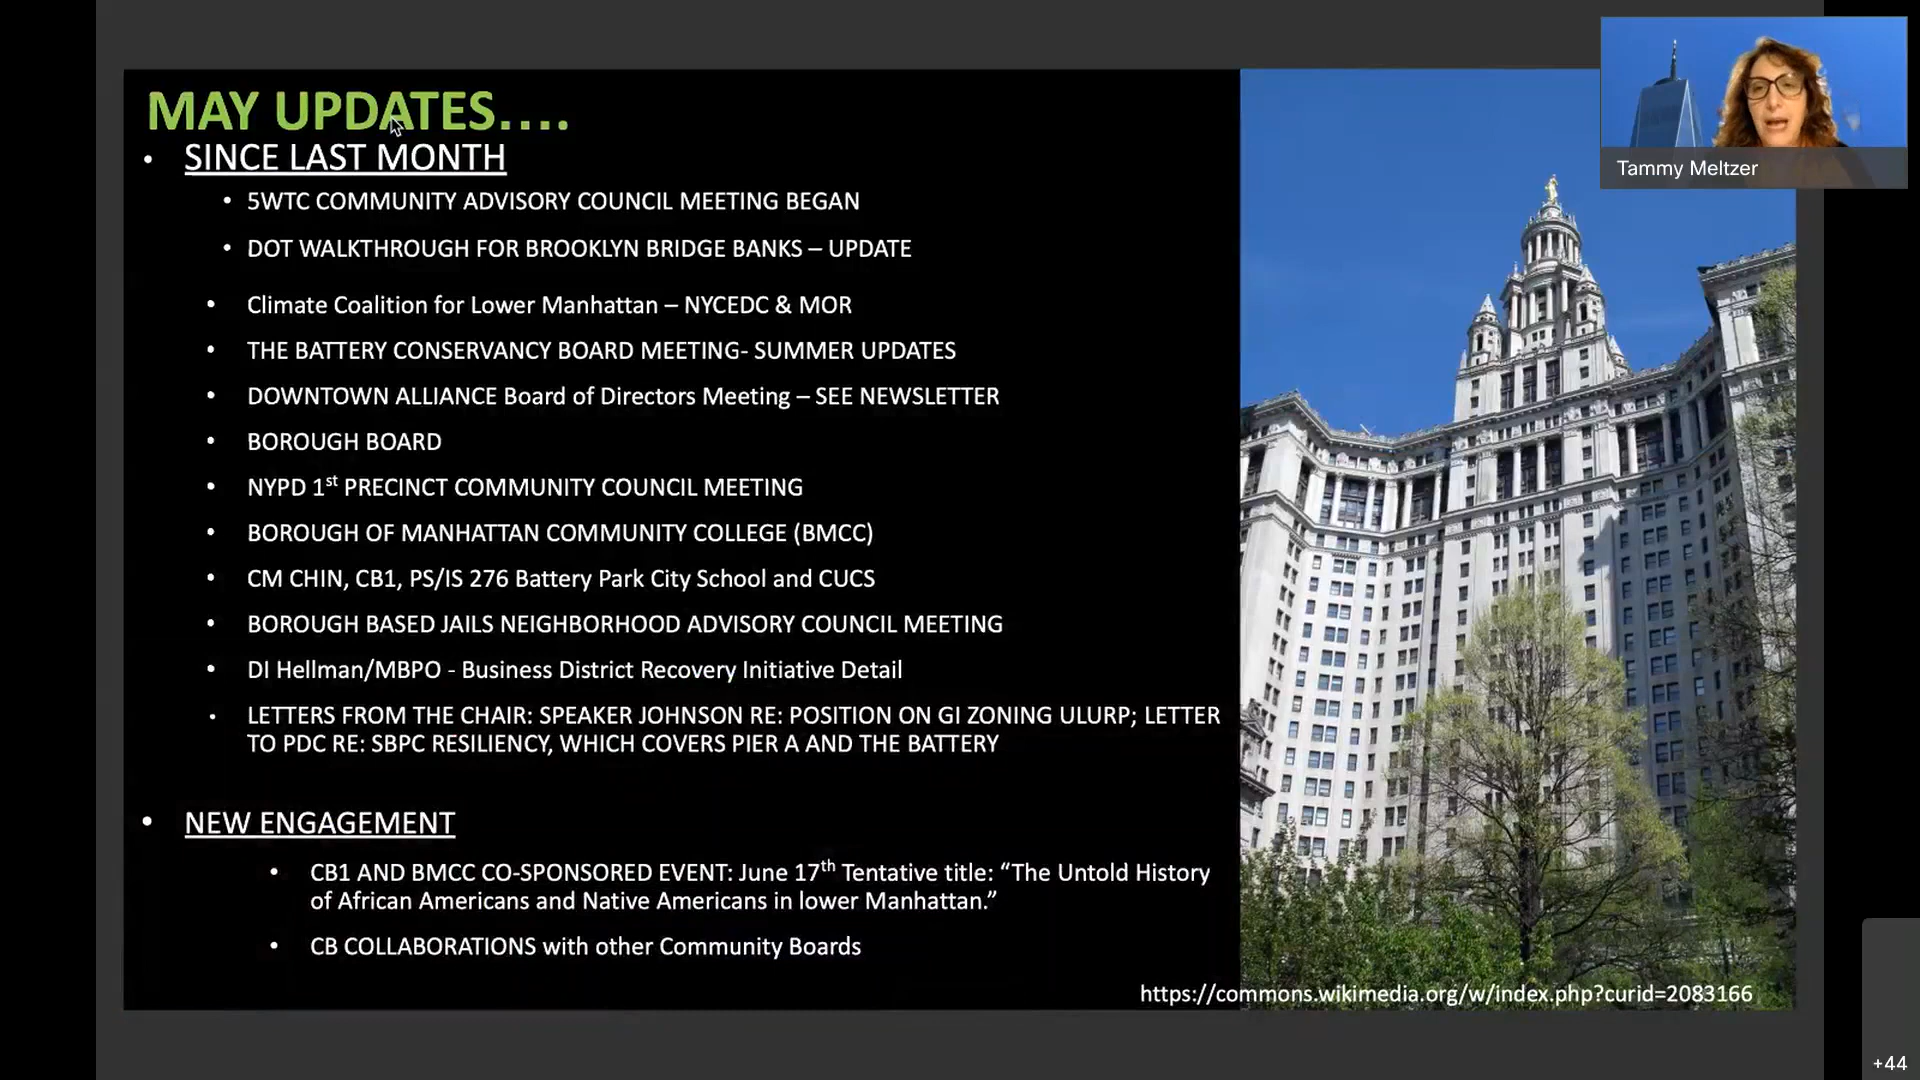 MAY UPDATES....
• SINCE LAST MONTH
• 5WTC COMMUNITY ADVISORY COUNCIL MEETING BEGAN
• DOT WALKTHROUGH FOR BROOKLYN BRIDGE BANKS – UPDATE
• Climate Coalition for Lower Manhattan – NYCEDC & MOR
• THE BATTERY CONSERVANCY BOARD MEETING- SUMMER UPDATES
• DOWNTOWN ALLIANCE Board of Directors Meeting – SEE NEWSLETTER
• BOROUGH BOARD
• NYPD 1st PRECINCT COMMUNITY COUNCIL MEETING
• BOROUGH OF MANHATTAN COMMUNITY COLLEGE (BMCC)
• CM CHIN, CB1, PS/IS 276 Battery Park City School and CUCS
• BOROUGH BASED JAILS NEIGHBORHOOD ADVISORY COUNCIL MEETING
• DI Hellman/MBPO - Business District Recovery Initiative Detail
• LETTERS FROM THE CHAIR: SPEAKER JOHNSON RE: POSITION ON GI ZONING ULURP; LETTER
TO PDC RE: SBPC RESILIENCY, WHICH COVERS PIER A AND THE BATTERY
• NEW ENGAGEMENT
• CB1 AND BMCC CO-SPONSORED EVENT: June 17th Tentative title: “The Untold History
of African Americans and Native Americans in lower Manhattan.”
• CB COLLABORATIONS with other Community Boards
https://commons.wikimedia.org/w/index.php?curid=2083166
Tammy Meltzer
+44